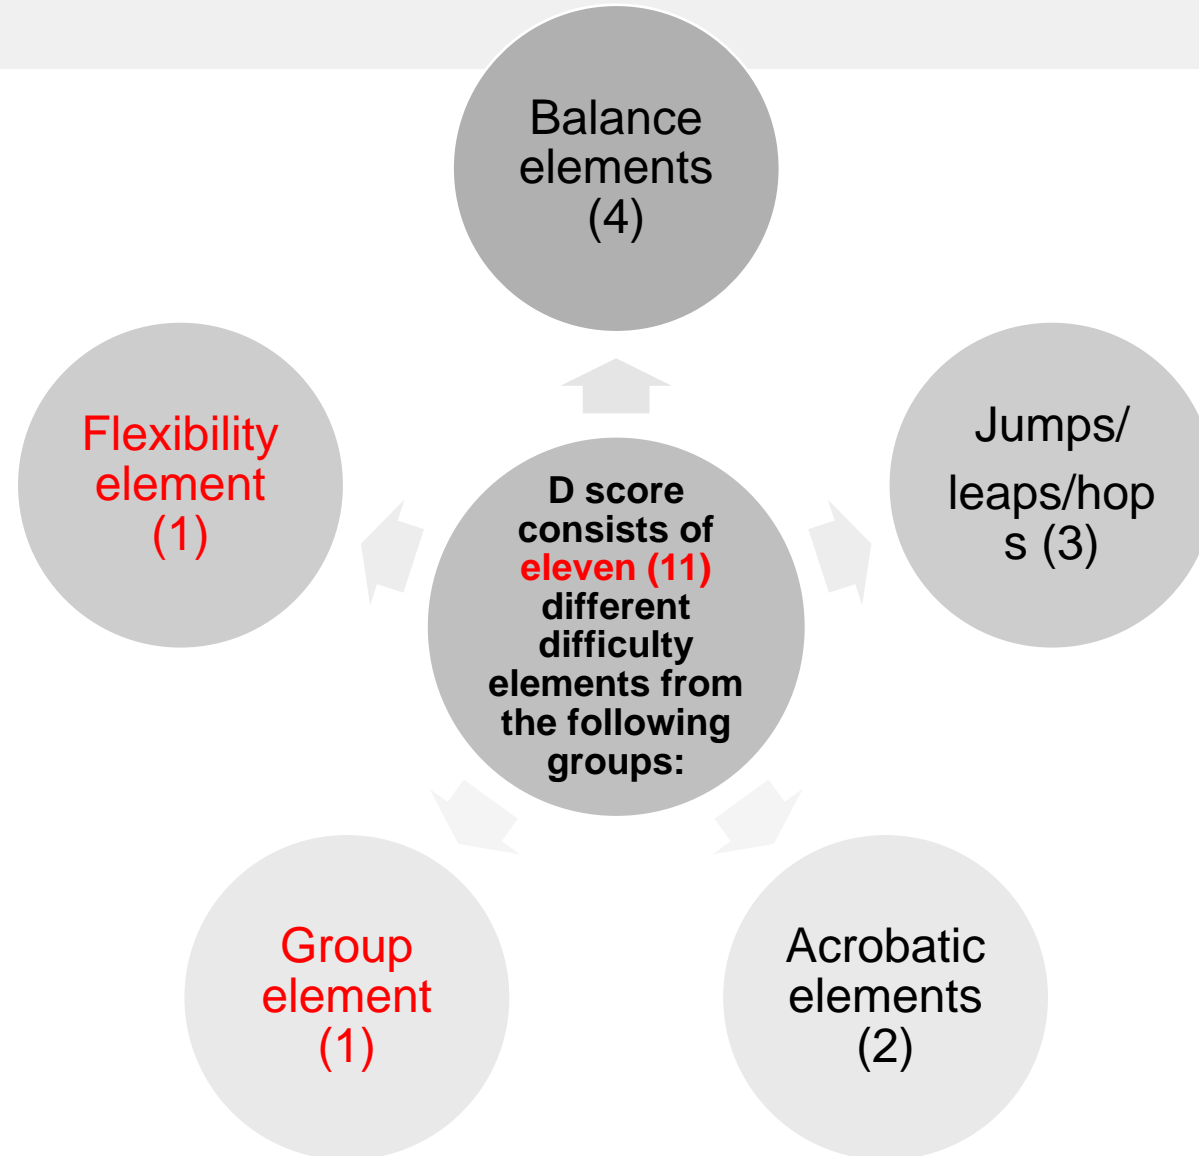 Balance
elements
(4)
Jumps/
leaps/hop
s (3)
Acrobatic
elements
(2)
Group
element
(1)
Flexibility
element
(1)
D score
consists of
eleven (11)
different
difficulty
elements from
the following
groups: